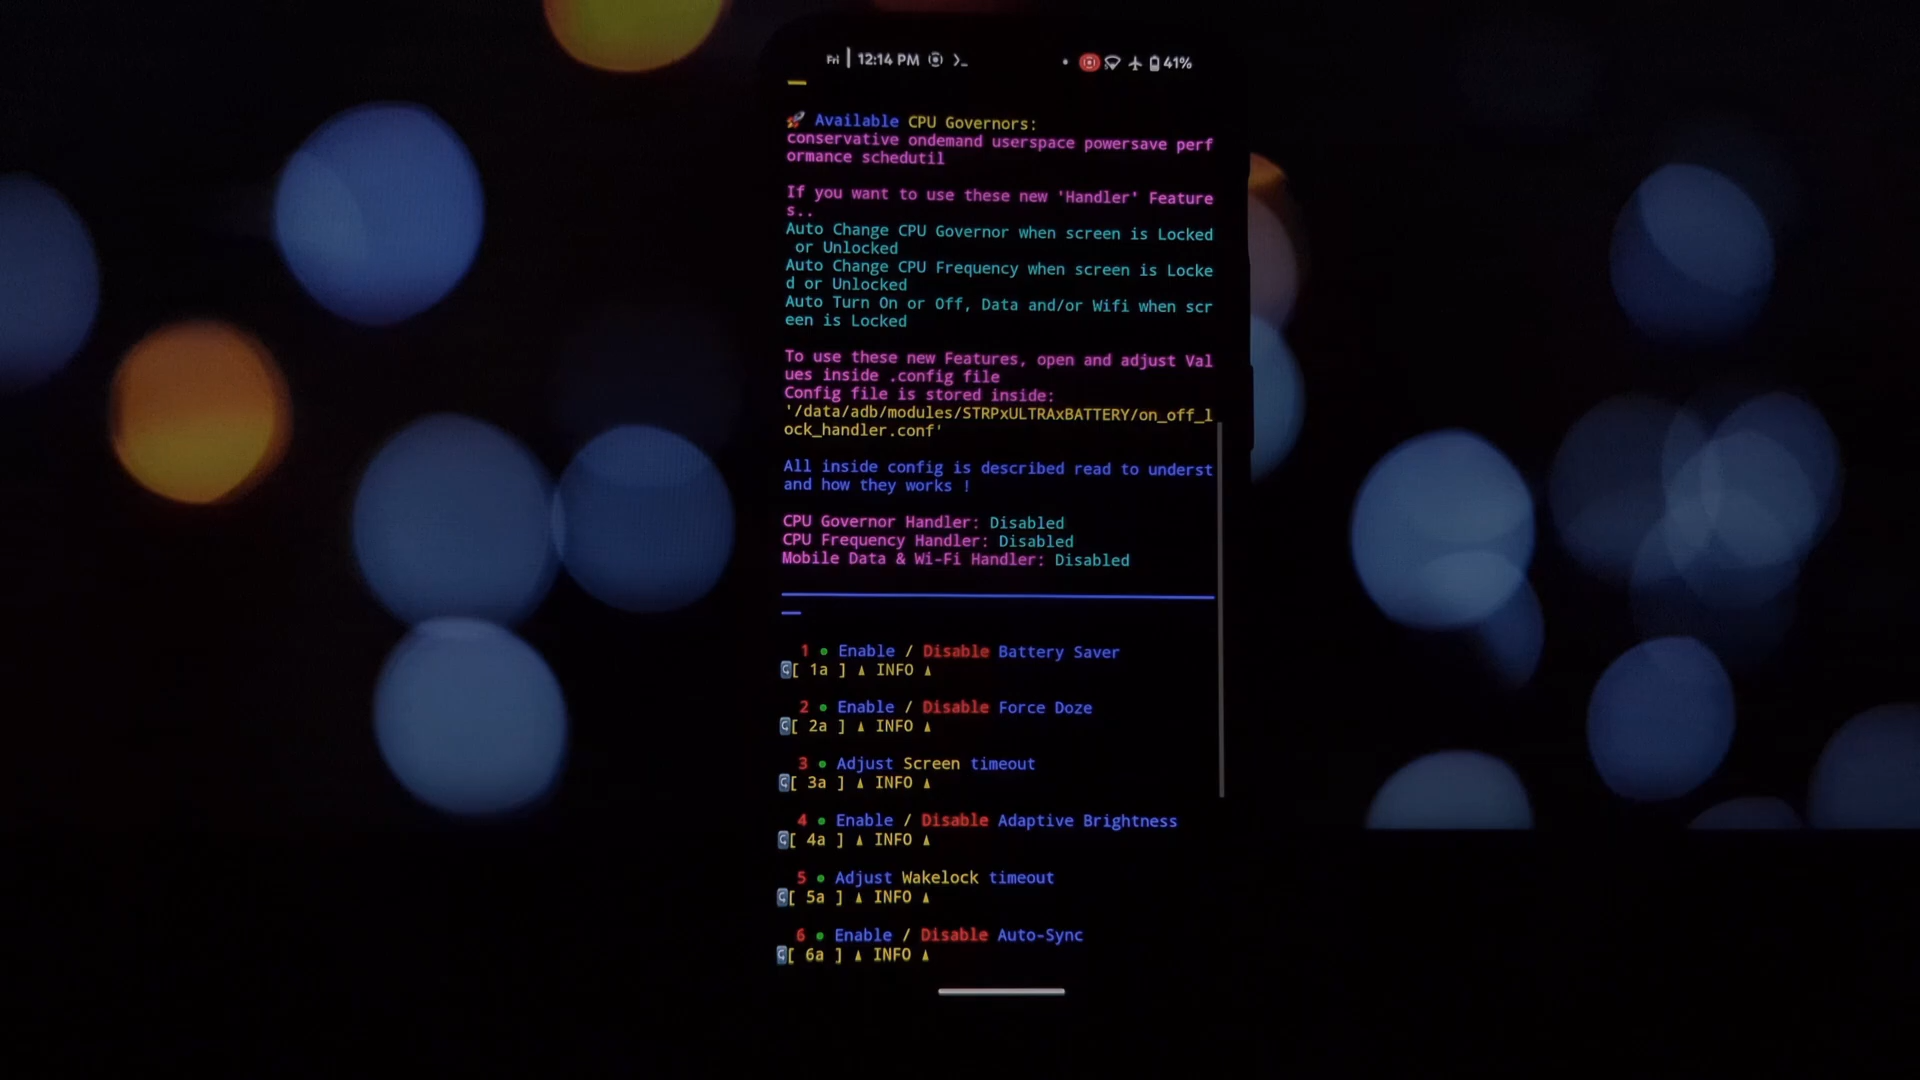 Fri 12:14 PM 41%
Available CPU Governors:
conservative ondemand userspace powersave perf
ormance schedutil
If you want to use these new 'Handler' Feature
s..
Auto Change CPU Governor when screen is Locked
or Unlocked
Auto Change CPU Frequency when screen is Locke
d or Unlocked
Auto Turn On or Off, Data and/or Wifi when scr
een is Locked
To use these new Features, open and adjust Val
ues inside .config file
Config file is stored inside:
'/data/adb/modules/STRPxULTRAxBATTERY/on_off_l
ock_handler.conf'
All inside config is described read to underst
and how they works !
CPU Governor Handler: Disabled
CPU Frequency Handler: Disabled
Mobile Data & Wi-Fi Handler: Disabled
1 Enable / Disable Battery Saver
[ 1a ] INFO
2 Enable / Disable Force Doze
[ 2a ] INFO
3 Adjust Screen timeout
[ 3a ] INFO
4 Enable / Disable Adaptive Brightness
[ 4a ] INFO
5 Adjust Wakelock timeout
[ 5a ] INFO
6 Enable / Disable Auto-Sync
[ 6a ] INFO